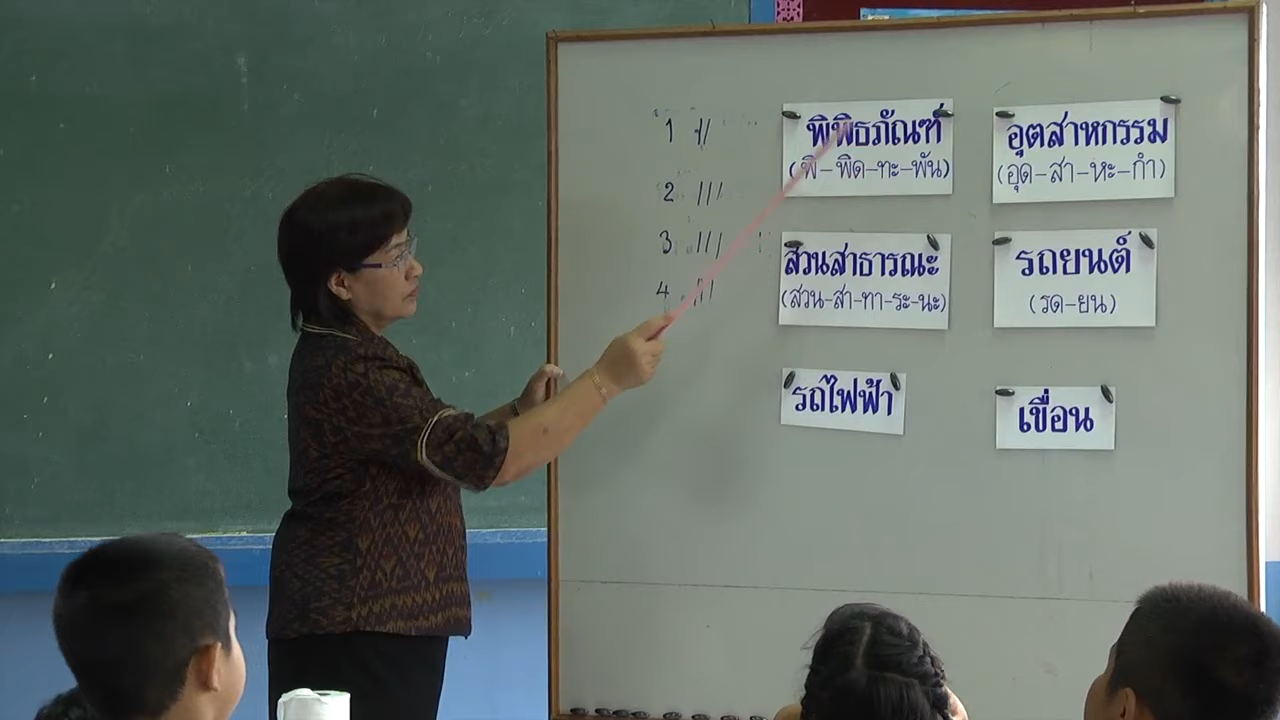 1 //
2 ///
3 ///
4 ///
พิพิธภัณฑ์
(พิ-พิด-ทะ-พัน)
อุตสาหกรรม
(อุด-สา-หะ-กำ)
สวนสาธารณะ
(สวน-สา-ทา-ระ-นะ)
รถยนต์
(รด-ยน)
รถไฟฟ้า
เขื่อน